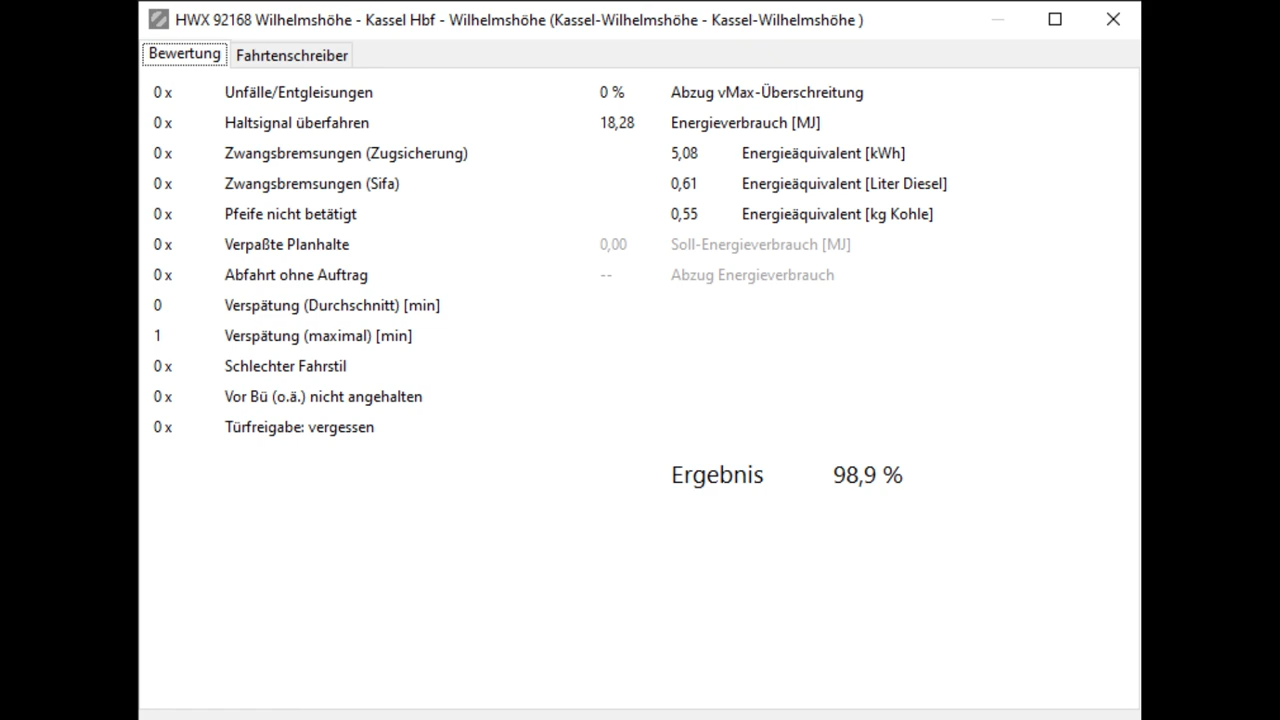 HWX 92168 Wilhelmshöhe - Kassel Hbf - Wilhelmshöhe (Kassel-Wilhelmshöhe - Kassel-Wilhelmshöhe )
Bewertung Fahrtenschreiber
0 x Unfälle/Entgleisungen 0 % Abzug vMax-Überschreitung
0 x Haltsignal überfahren 18,28 Energieverbrauch [MJ]
0 x Zwangsbremsungen (Zugsicherung) 5,08 Energieäquivalent [kWh]
0 x Zwangsbremsungen (Sifa) 0,61 Energieäquivalent [Liter Diesel]
0 x Pfeife nicht betätigt 0,55 Energieäquivalent [kg Kohle]
0 x Verpaßte Planhalte 0,00 Soll-Energieverbrauch [MJ]
0 x Abfahrt ohne Auftrag -- Abzug Energieverbrauch
0 Verspätung (Durchschnitt) [min]
1 Verspätung (maximal) [min]
0 x Schlechter Fahrstil
0 x Vor Bü (o.ä.) nicht angehalten
0 x Türfreigabe: vergessen
Ergebnis 98,9 %